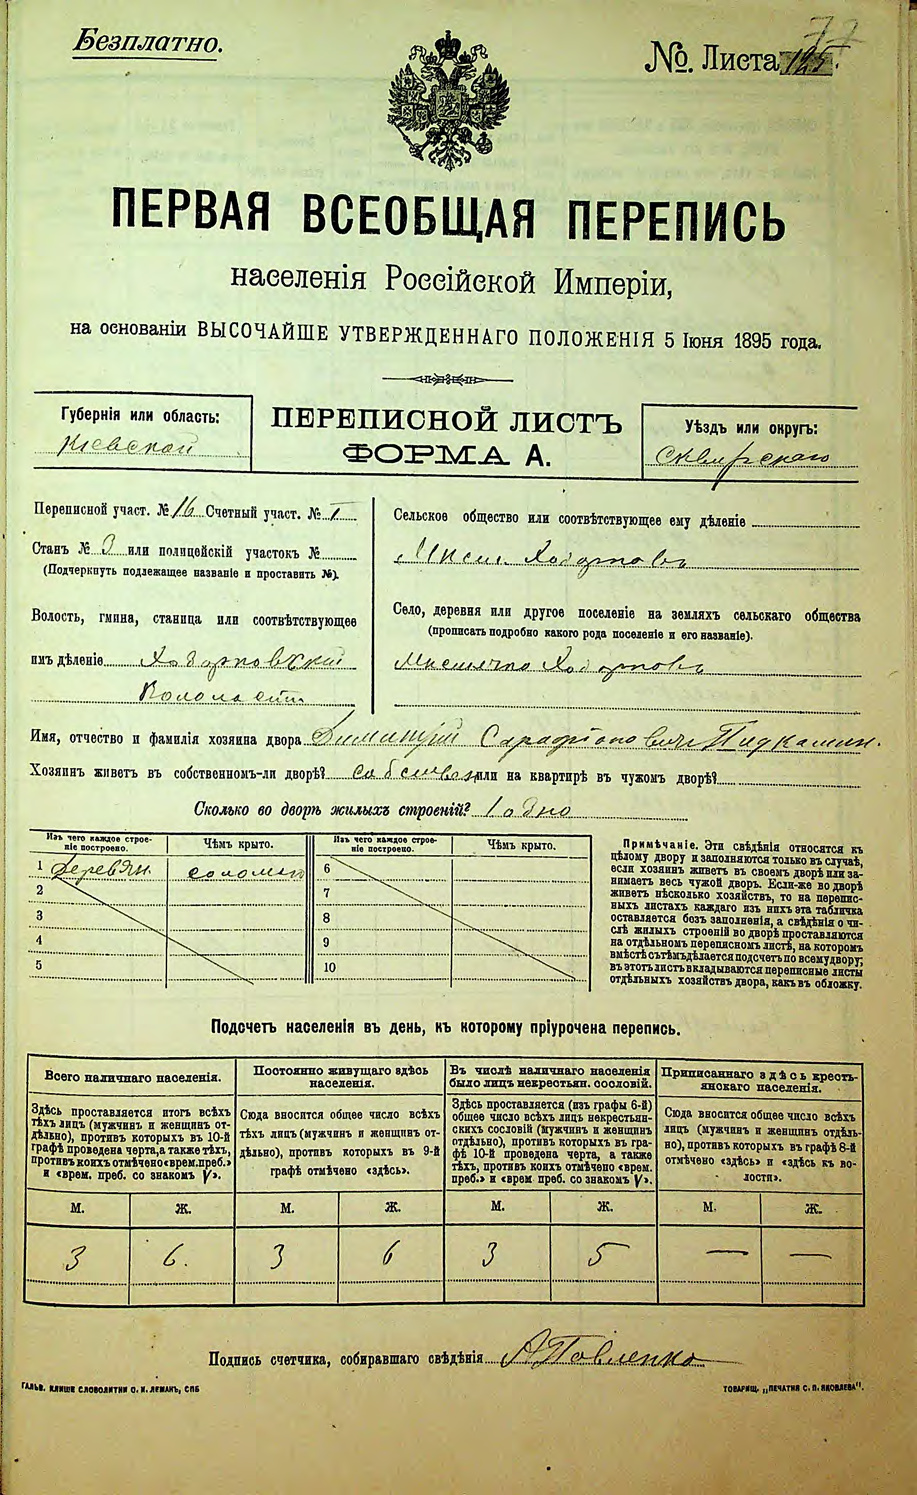 Безплатно.
№. Листа 125.
77
ПЕРВАЯ ВСЕОБЩАЯ ПЕРЕПИСЬ
населенія Россійской Имперіи,
на основаніи ВЫСОЧАЙШЕ УТВЕРЖДЕННАГО ПОЛОЖЕНІЯ 5 Іюня 1895 года.
Губернія или область:
Кіевской
ПЕРЕПИСНОЙ ЛИСТЪ
ФОРМА А.
Уѣздъ или округъ:
Сквирскаго
Переписной участ. № 16 Счетный участ. № I
Станъ № 3 или полицейскій участокъ №
(Подчеркнуть подлежащее названіе и проставить №).
Волость, гмина, станица или соотвѣтствующее
имъ дѣленіе Ходорковской
Сельское общество или соотвѣтствующее ему дѣленіе
Ходорковъ
Село, деревня или другое поселеніе на земляхъ сельскаго общества
(прописать подробно какого рода поселеніе и его названіе).
Мистечко Ходорковъ
Имя, отчество и фамилія хозяина двора Димитрій
Хозяинъ живетъ въ собственномъ-ли дворѣ? или на квартирѣ въ чужомъ дворѣ?
Сколько во дворѣ жилыхъ строеній? 1 одно
Изъ чего каждое строеніе построено.
Чѣмъ крыто.
Изъ чего каждое строеніе построено.
Чѣмъ крыто.
1 Деревян. соломою
2
3
4
5
6
7
8
9
10
Примѣчаніе. Эти свѣдѣнія относятся къ
цѣлому двору и заполняются только въ случаѣ,
если хозяинъ живетъ въ своемъ дворѣ или занимаетъ
весь чужой дворъ. Если-же во дворѣ
живетъ нѣсколько хозяйствъ, то на переписныхъ
листахъ каждаго изъ нихъ эта табличка
оставляется безъ заполненія, а свѣдѣнія о числѣ
жилыхъ строеній во дворѣ проставляются
на отдѣльномъ переписномъ листѣ, на которомъ
вмѣстѣ съ тѣмъ дѣлается подсчетъ по всему двору;
въ этотъ листъ вкладываются переписные листы
отдѣльныхъ хозяйствъ двора, какъ въ обложку.
Подсчетъ населенія въ день, къ которому пріурочена перепись.
Всего наличнаго населенія.
Постоянно живущаго здѣсь населенія.
Въ числѣ наличнаго населенія было лицъ некрестьян. сословій.
Приписаннаго здѣсь крестьянскаго населенія.
Здѣсь проставляется итогъ всѣхъ
тѣхъ лицъ (мужчинъ и женщинъ отдѣльно),
противъ которыхъ въ 10-й
графѣ проведена черта, а также тѣхъ,
противъ коихъ отмѣчено «врем. преб.»
и «врем. преб. со знакомъ V».
Сюда вносится общее число всѣхъ
тѣхъ лицъ (мужчинъ и женщинъ отдѣльно),
противъ которыхъ въ 9-й
графѣ отмѣчено «здѣсь».
Здѣсь проставляется (изъ графы 6-й)
общее число всѣхъ лицъ некрестьянскихъ
сословій (мужчинъ и женщинъ
отдѣльно), противъ которыхъ въ графѣ
10-й проведена черта, а также
тѣхъ, противъ коихъ отмѣчено «врем.
преб.» и «врем. преб. со знакомъ V».
Сюда вносится общее число всѣхъ
лицъ (мужчинъ и женщинъ отдѣльно),
противъ которыхъ въ графѣ 8-й
отмѣчено «здѣсь» и «здѣсь къ волости».
М. Ж. М. Ж. М. Ж. М. Ж.
3 6. 3 6 3 5 — —
Подпись счетчика, собиравшаго свѣдѣнія А Павленко
ГАЛЬВ. КЛИШЕ СЛОВОЛИТНИ О. И. ЛЕМАНЪ, СПБ
ТОВАРИЩ. „ПЕЧАТНЯ С. П. ЯКОВЛЕВА“.